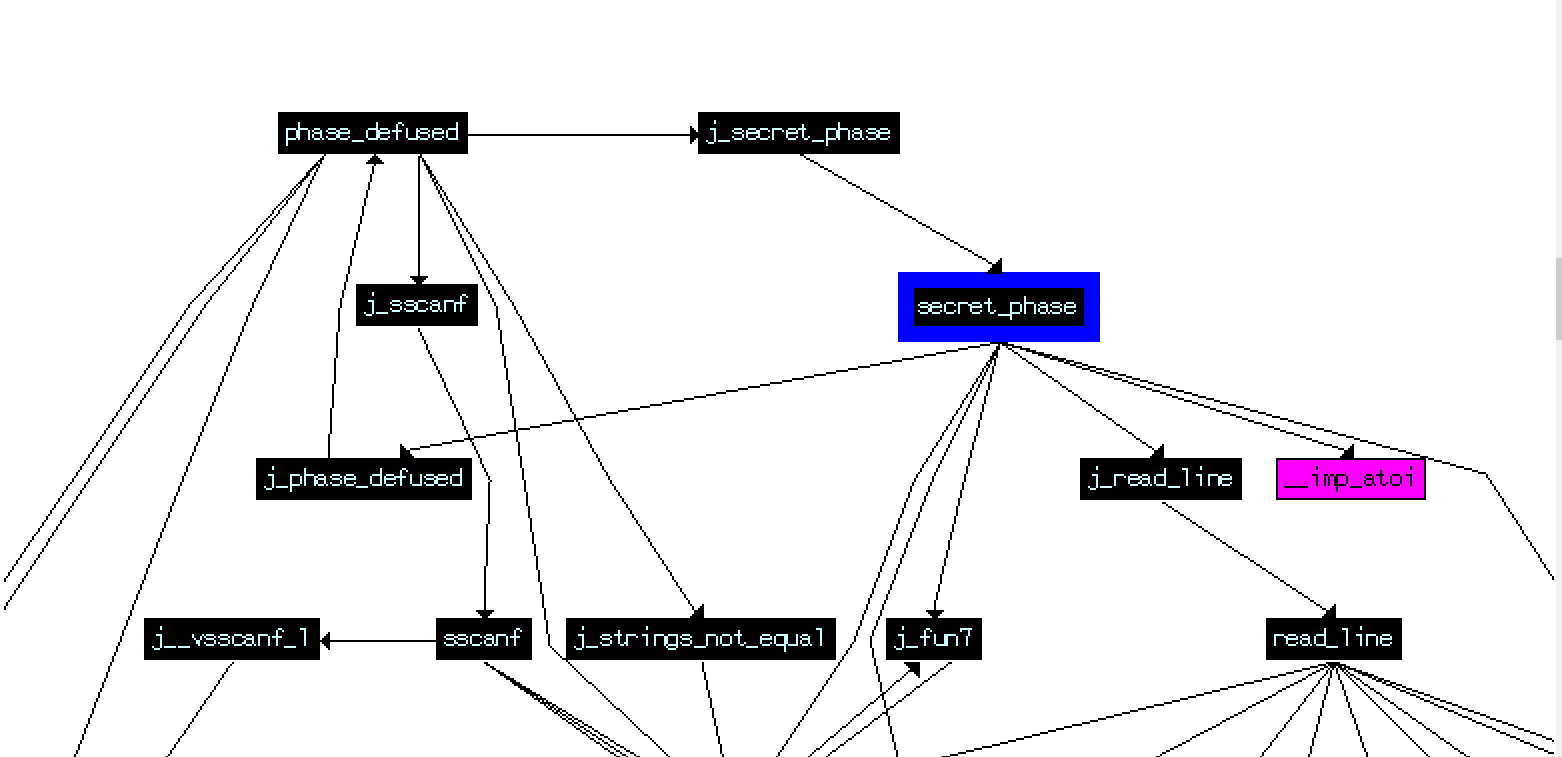 phase_defused
j_secret_phase
j_sscanf
secret_phase
j_phase_defused
j_read_line
__imp_atoi
j__vsscanf_l
sscanf
j_strings_not_equal
j_fun7
read_line